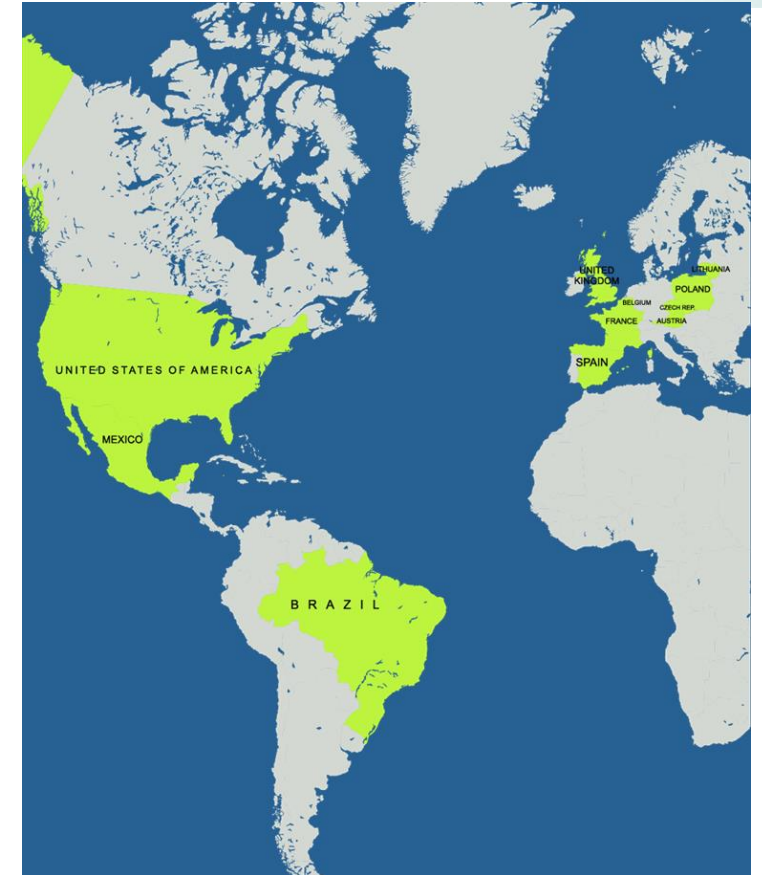 UNITED
KINGDOM
LITHUANIA
POLAND
BELGIUM
CZECH REP.
FRANCE
AUSTRIA
SPAIN
UNITED STATES OF AMERICA
MEXICO
BRAZIL